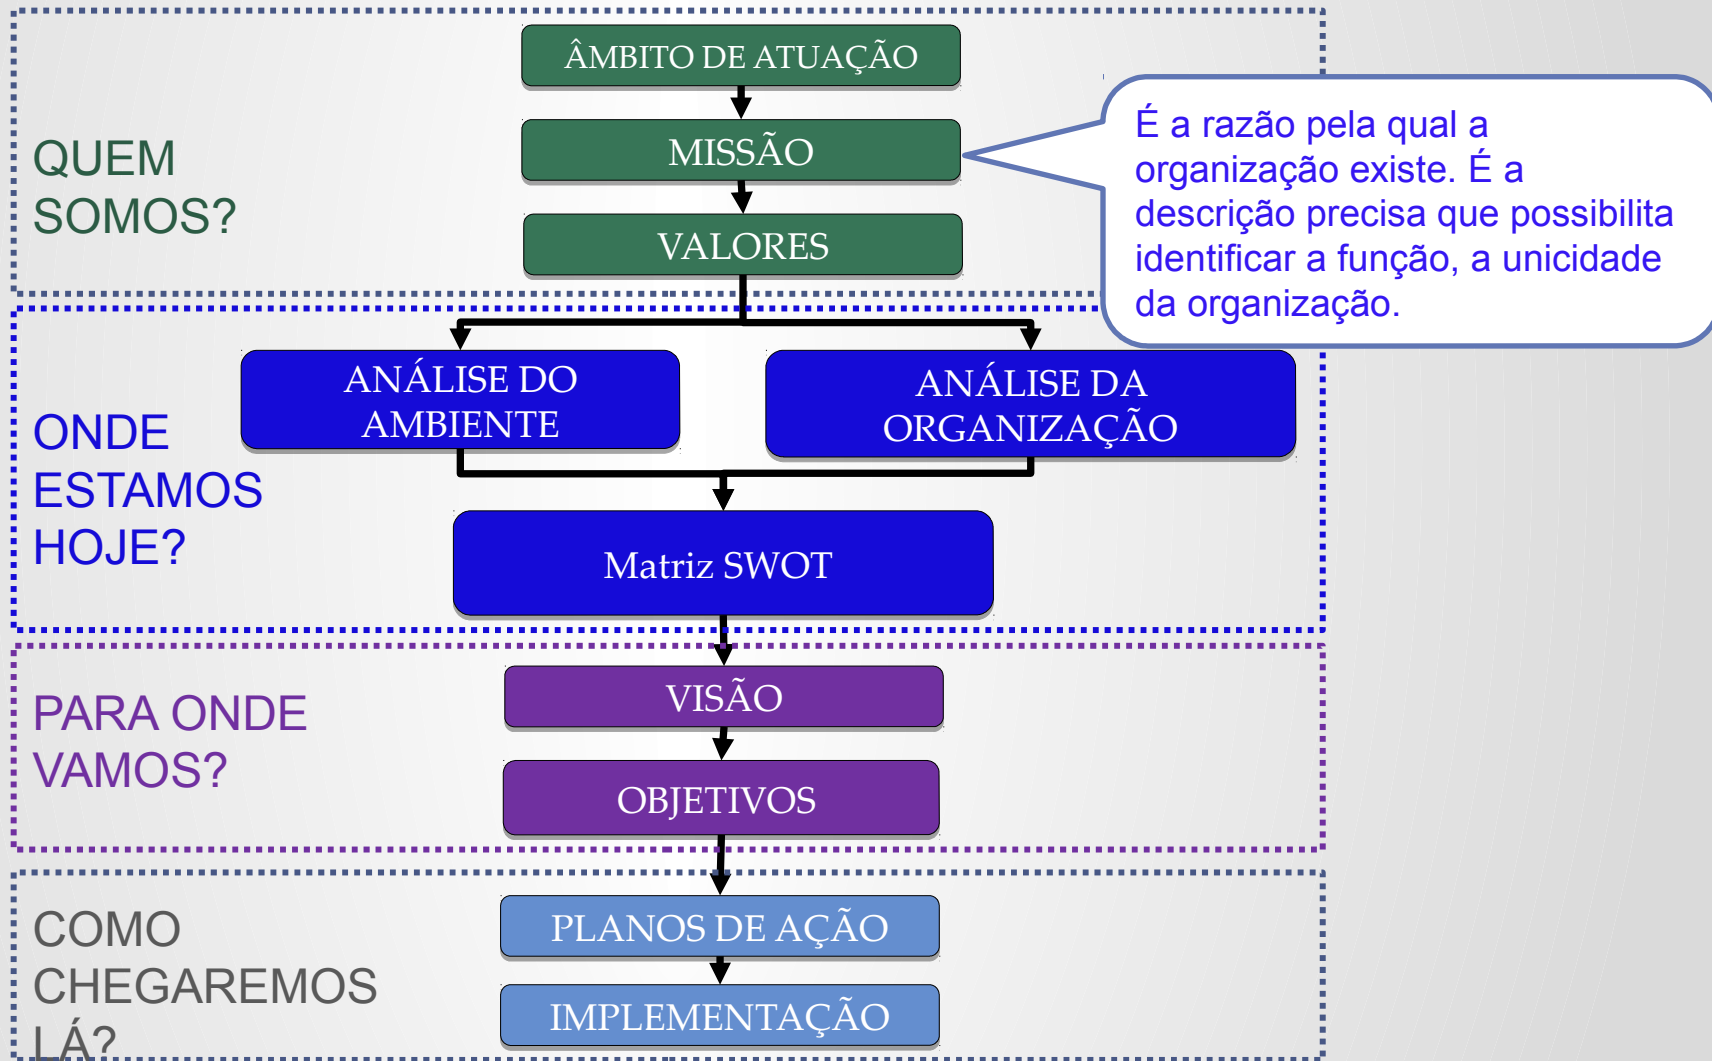 ÂMBITO DE ATUAÇÃO
QUEM
SOMOS?
MISSÃO
É a razão pela qual a
organização existe. É a
descrição precisa que possibilita
identificar a função, a unicidade
da organização.
VALORES
ONDE
ESTAMOS
HOJE?
ANÁLISE DO
AMBIENTE
ANÁLISE DA
ORGANIZAÇÃO
Matriz SWOT
PARA ONDE
VAMOS?
VISÃO
OBJETIVOS
COMO
CHEGAREMOS
LÁ?
PLANOS DE AÇÃO
IMPLEMENTAÇÃO